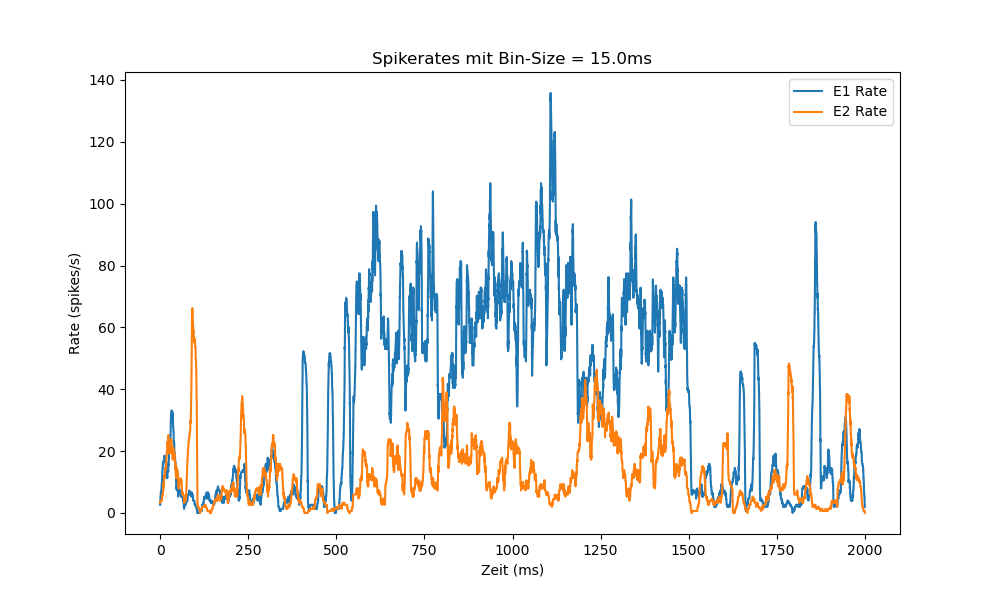 Spikerates mit Bin-Size = 15.0ms
E1 Rate
E2 Rate
Rate (spikes/s)
140
120
100
80
60
40
20
0
0 250 500 750 1000 1250 1500 1750 2000
Zeit (ms)